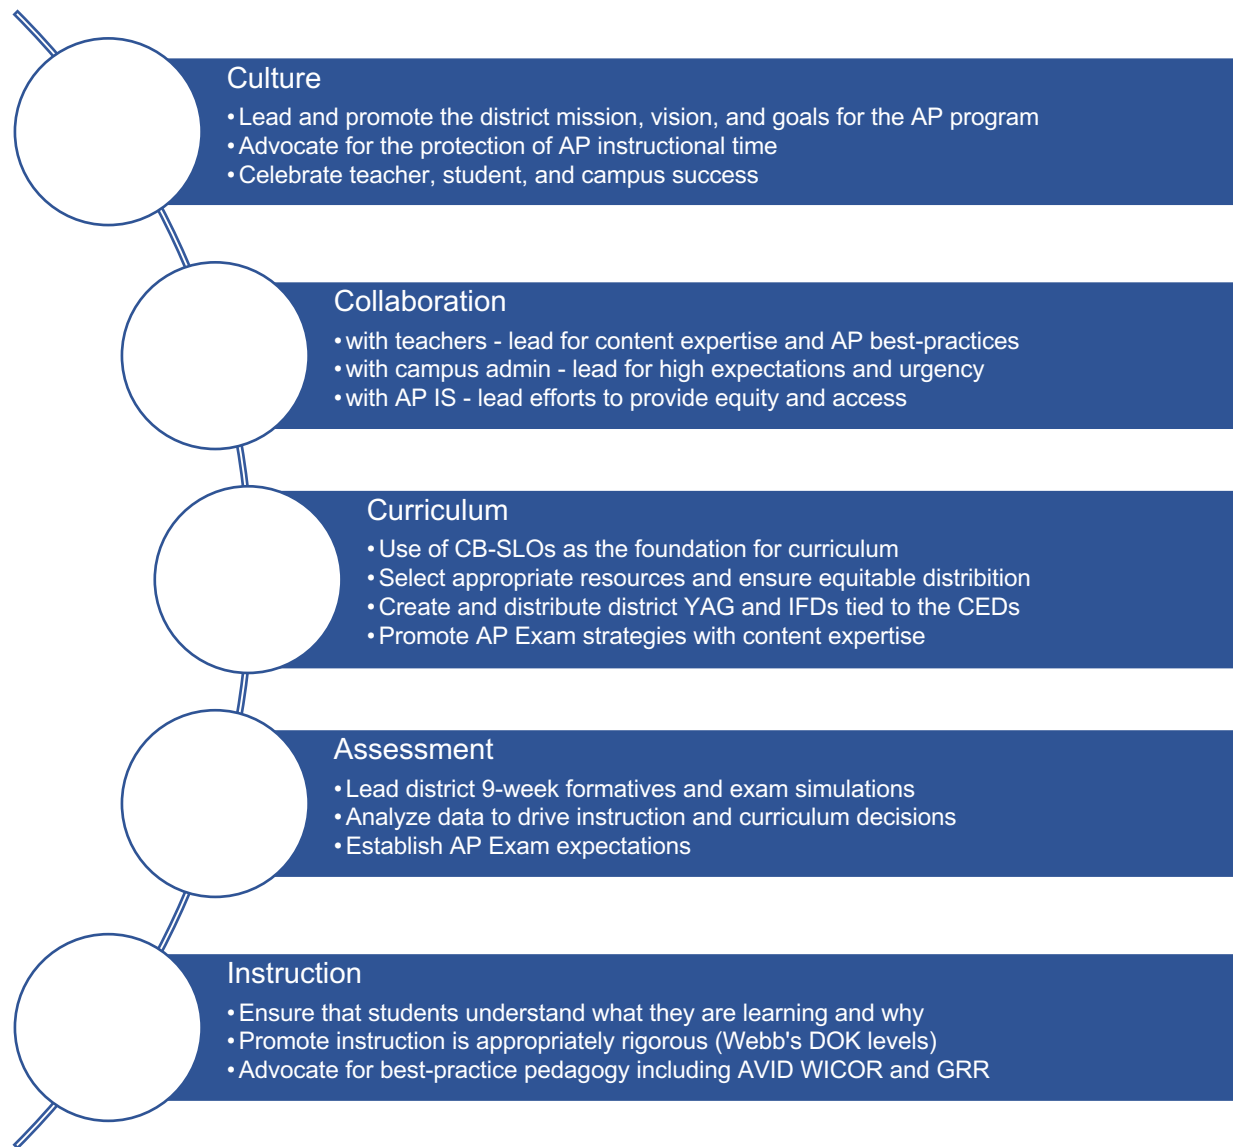 Culture
•Lead and promote the district mission, vision, and goals for the AP program
•Advocate for the protection of AP instructional time
•Celebrate teacher, student, and campus success
Collaboration
•with teachers - lead for content expertise and AP best-practices
•with campus admin - lead for high expectations and urgency
•with AP IS - lead efforts to provide equity and access
Curriculum
•Use of CB-SLOs as the foundation for curriculum
•Select appropriate resources and ensure equitable distribition
•Create and distribute district YAG and IFDs tied to the CEDs
•Promote AP Exam strategies with content expertise
Assessment
•Lead district 9-week formatives and exam simulations
•Analyze data to drive instruction and curriculum decisions
•Establish AP Exam expectations
Instruction
•Ensure that students understand what they are learning and why
•Promote instruction is appropriately rigorous (Webb's DOK levels)
•Advocate for best-practice pedagogy including AVID WICOR and GRR